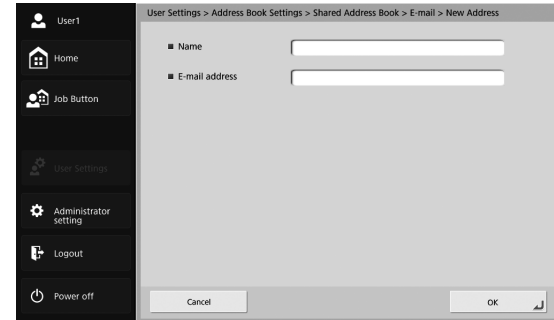 User1
User Settings > Address Book Settings > Shared Address Book > E-mail > New Address
Home
Job Button
User Settings
Administrator
setting
Logout
Power off
Name
E-mail address
Cancel
OK